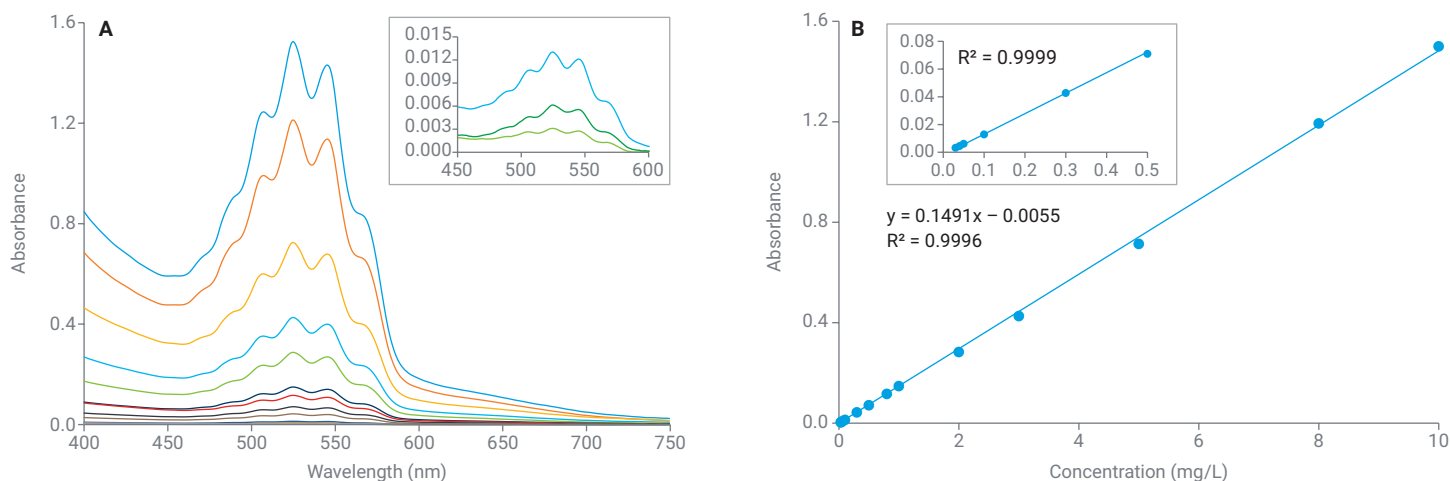 A
Absorbance
1.6
1.2
0.8
0.4
0.0
400 450 500 550 600 650 700 750
Wavelength (nm)
0.015
0.012
0.009
0.006
0.003
0.000
450 500 550 600
B
Absorbance
1.6
1.2
0.8
0.4
0.0
0 2 4 6 8 10
Concentration (mg/L)
0.08
0.06
0.04
0.02
0.00
0.0 0.1 0.2 0.3 0.4 0.5
R² = 0.9999
y = 0.1491x – 0.0055
R² = 0.9996